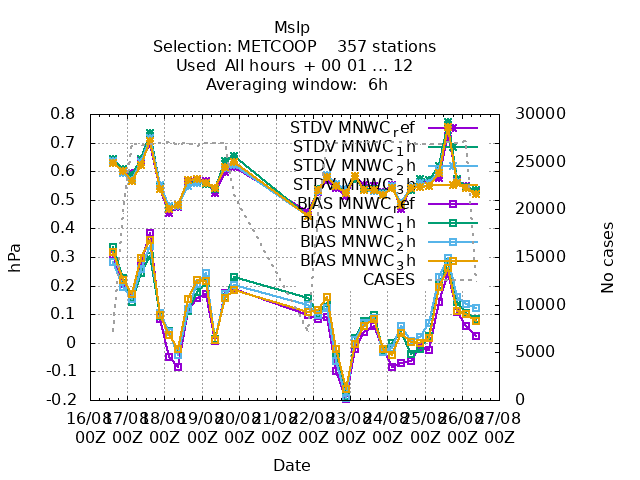 Mslp
Selection: METCOOP    357 stations
Used  All hours  + 00 01 ... 12
Averaging window:  6h
STDV MNWC_ref
STDV MNWC_1h
STDV MNWC_2h
STDV MNWC_3h
BIAS MNWC_ref
BIAS MNWC_1h
BIAS MNWC_2h
BIAS MNWC_3h
CASES
hPa
0.8
0.7
0.6
0.5
0.4
0.3
0.2
0.1
0
-0.1
-0.2
No cases
30000
25000
20000
15000
10000
5000
0
16/08 17/08 18/08 19/08 20/08 21/08 22/08 23/08 24/08 25/08 26/08 27/08
00Z 00Z 00Z 00Z 00Z 00Z 00Z 00Z 00Z 00Z 00Z 00Z
Date